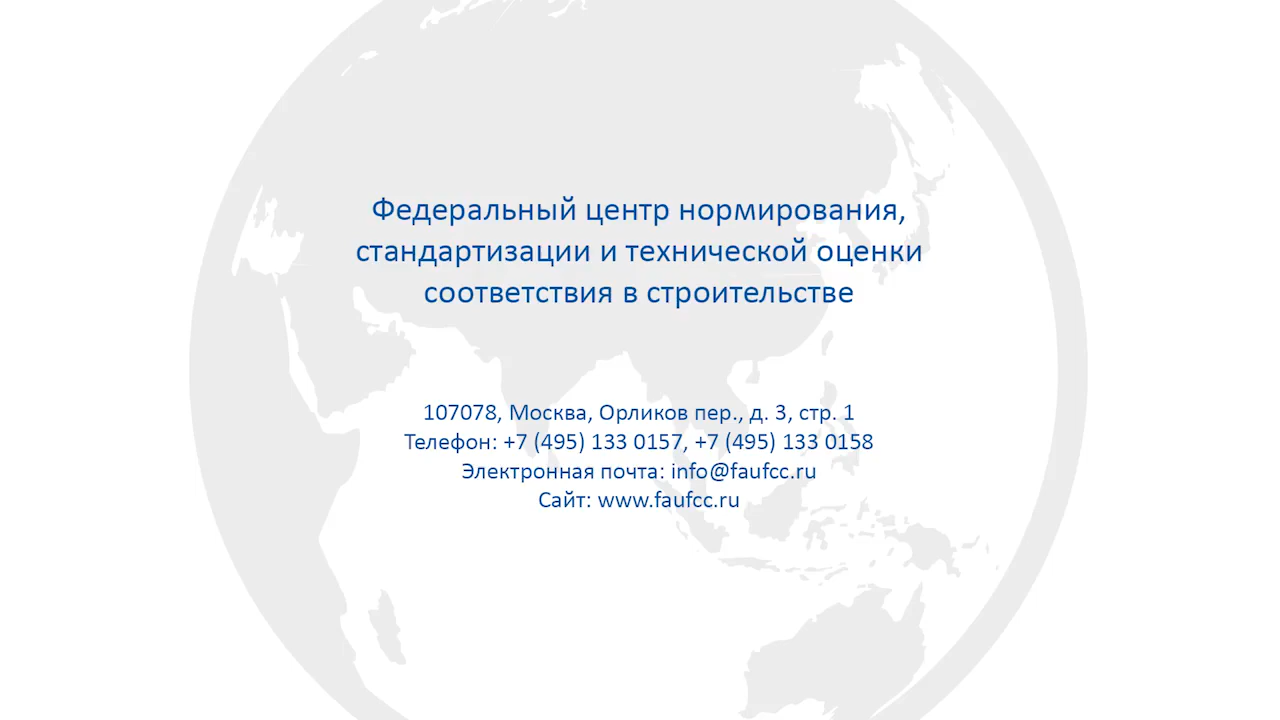 Федеральный центр нормирования,
стандартизации и технической оценки
соответствия в строительстве
107078, Москва, Орликов пер., д. 3, стр. 1
Телефон: +7 (495) 133 0157, +7 (495) 133 0158
Электронная почта: info@faufcc.ru
Сайт: www.faufcc.ru